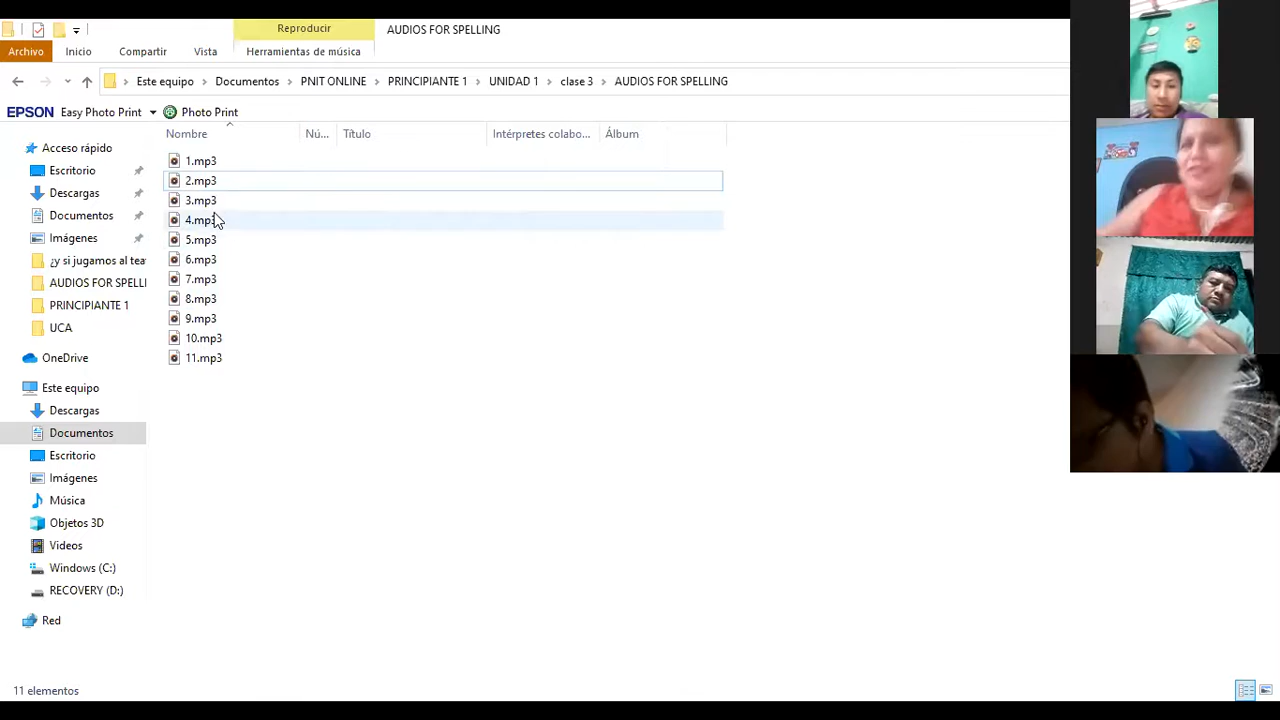 Reproducir
AUDIOS FOR SPELLING
Archivo
Inicio
Compartir
Vista
Herramientas de música
Este equipo > Documentos > PNIT ONLINE > PRINCIPIANTE 1 > UNIDAD 1 > clase 3 > AUDIOS FOR SPELLING
EPSON Easy Photo Print Photo Print
Nombre Nú... Título Intérpretes colabo... Álbum
Acceso rápido
Escritorio
Descargas
Documentos
Imágenes
¿y si jugamos al tea
AUDIOS FOR SPELLI
PRINCIPIANTE 1
UCA
OneDrive
Este equipo
Descargas
Documentos
Escritorio
Imágenes
Música
Objetos 3D
Videos
Windows (C:)
RECOVERY (D:)
Red
1.mp3
2.mp3
3.mp3
4.mp3
5.mp3
6.mp3
7.mp3
8.mp3
9.mp3
10.mp3
11.mp3
11 elementos